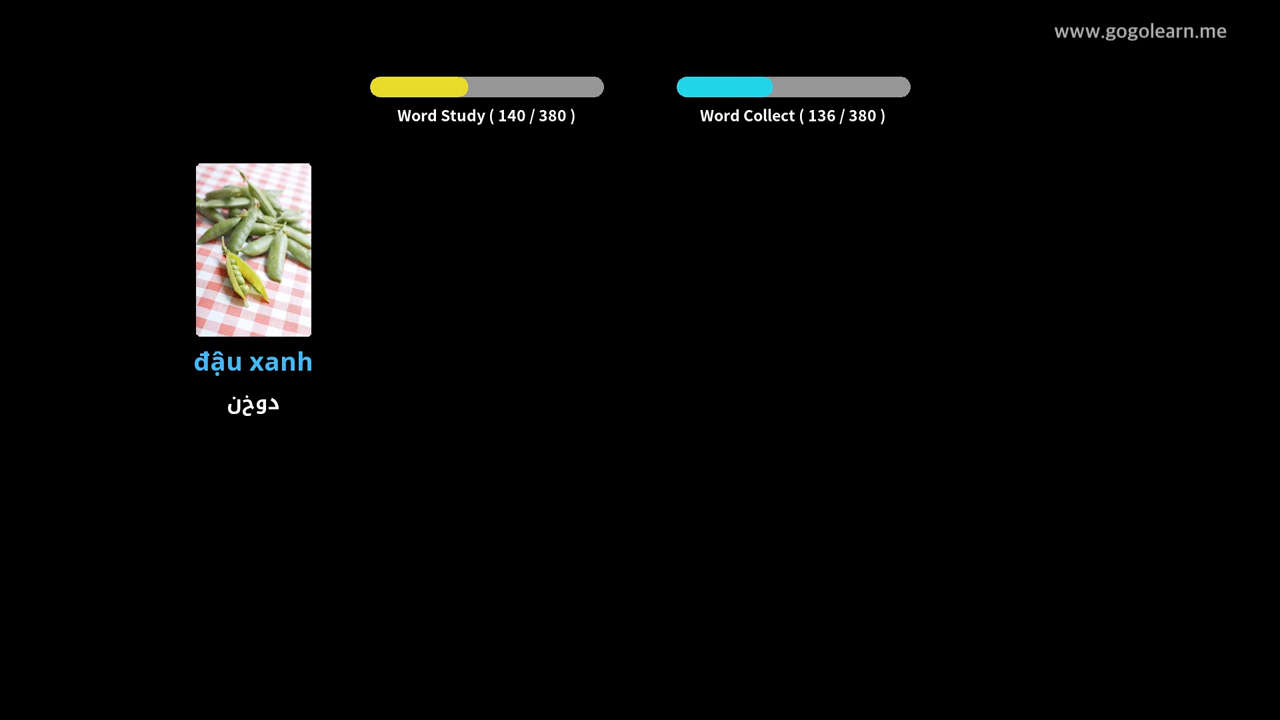 www.gogolearn.me
Word Study ( 140 / 380 )
Word Collect ( 136 / 380 )
đậu xanh
دوخن